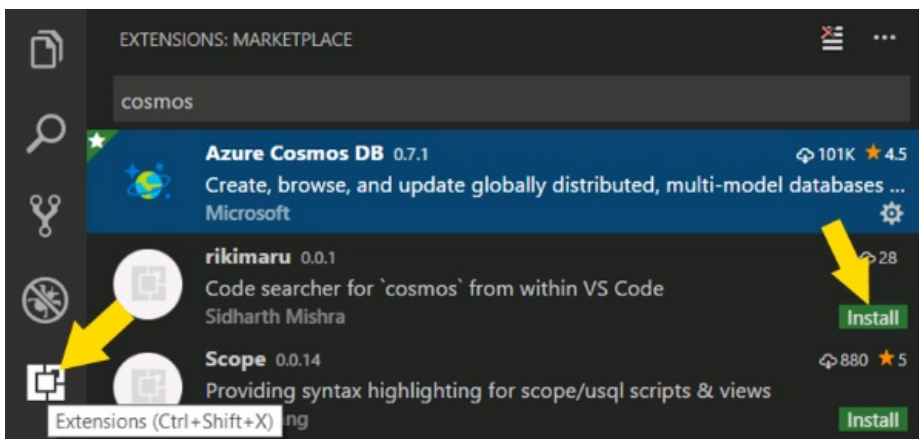 EXTENSIONS: MARKETPLACE
cosmos
Azure Cosmos DB 0.7.1 101K 4.5
Create, browse, and update globally distributed, multi-model databases ...
Microsoft
rikimaru 0.0.1 28
Code searcher for `cosmos` from within VS Code
Sidharth Mishra Install
Scope 0.0.14 880 5
Providing syntax highlighting for scope/usql scripts & views
Extensions (Ctrl+Shift+X) ng Install